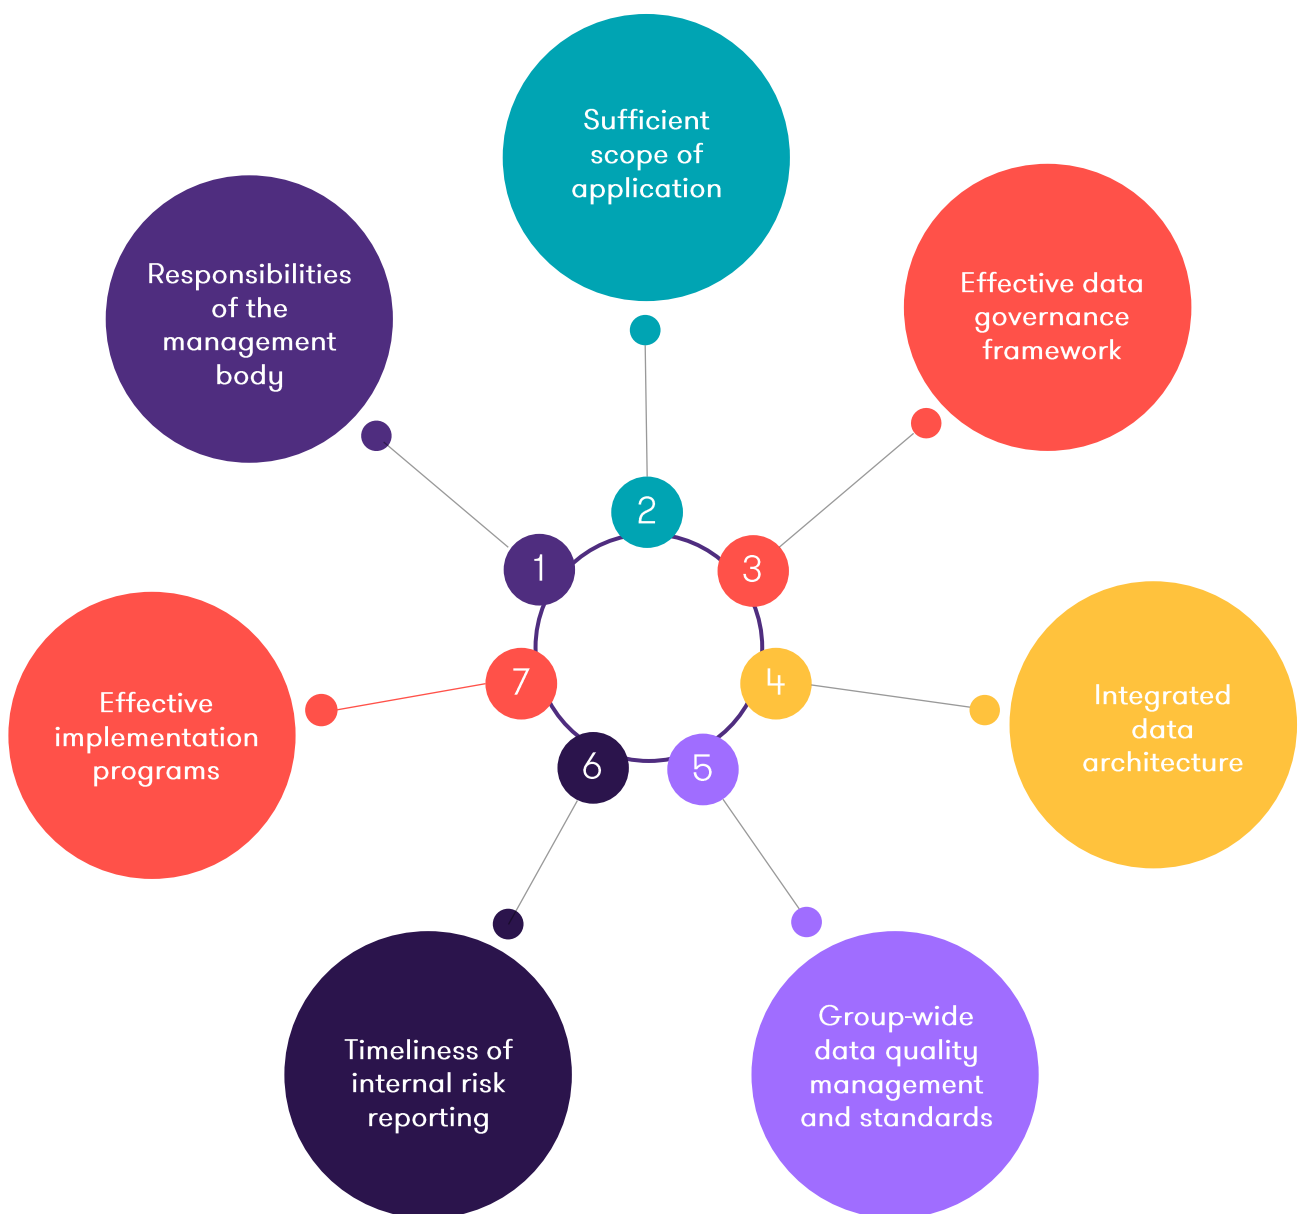 1
Responsibilities
of the
management
body
2
Sufficient
scope of
application
3
Effective data
governance
framework
4
Integrated
data
architecture
5
Group-wide
data quality
management
and standards
6
Timeliness of
internal risk
reporting
7
Effective
implementation
programs